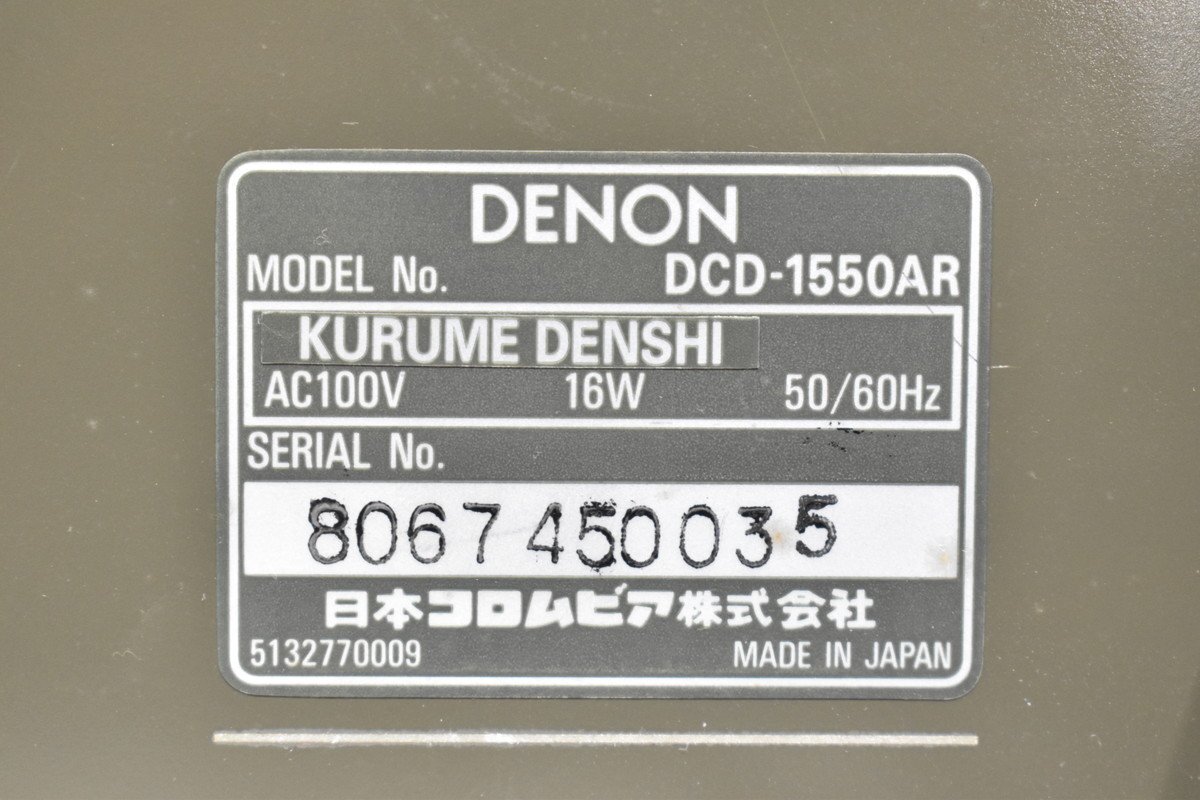 DENON
MODEL No. DCD-1550AR
KURUME DENSHI
AC100V 16W 50/60Hz
SERIAL No.
8067450035
日本コロムビア株式会社
5132770009 MADE IN JAPAN